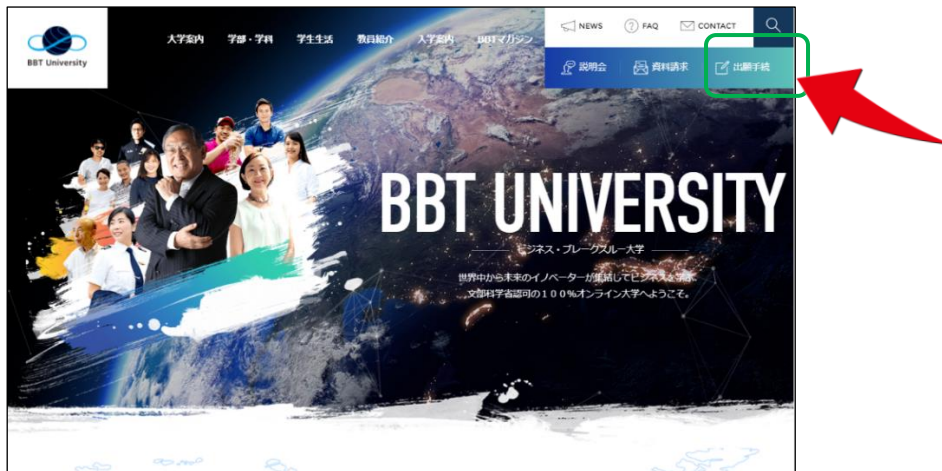 BBT University
大学案内 学部・学科 学生生活 教員紹介 入学案内 BBTマガジン
NEWS FAQ CONTACT
説明会 資料請求 出願手続
BBT UNIVERSITY
ビジネス・ブレークスルー大学
世界中から未来のイノベーターが集結してビジネスを学ぶ
文部科学省認可の100%オンライン大学へようこそ。